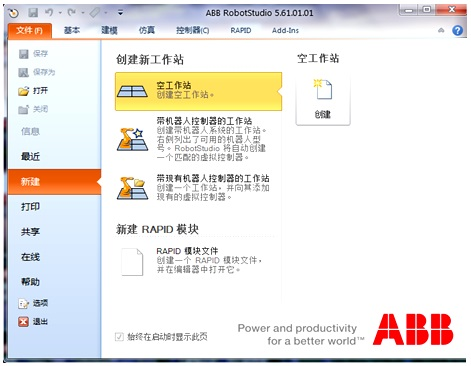 ABB RobotStudio 5.61.01.01
文件(F) 基本 建模 仿真 控制器(C) RAPID Add-Ins
保存
保存为
打开
关闭
信息
最近
新建
打印
共享
在线
帮助
选项
退出
创建新工作站
空工作站
创建空工作站。
带机器人控制器的工作站
创建带机器人系统的工作站。
右侧列出了可用的机器人型
号。RobotStudio 将自动创建
一个匹配的虚拟控制器。
带现有机器人控制器的工作站
创建一个工作站，并向其添加
现有的虚拟控制器。
新建 RAPID 模块
RAPID 模块文件
创建一个 RAPID 模块文件，
并在编辑器中打开它。
始终在启动时显示此页
空工作站
创建
Power and productivity
for a better world™
ABB